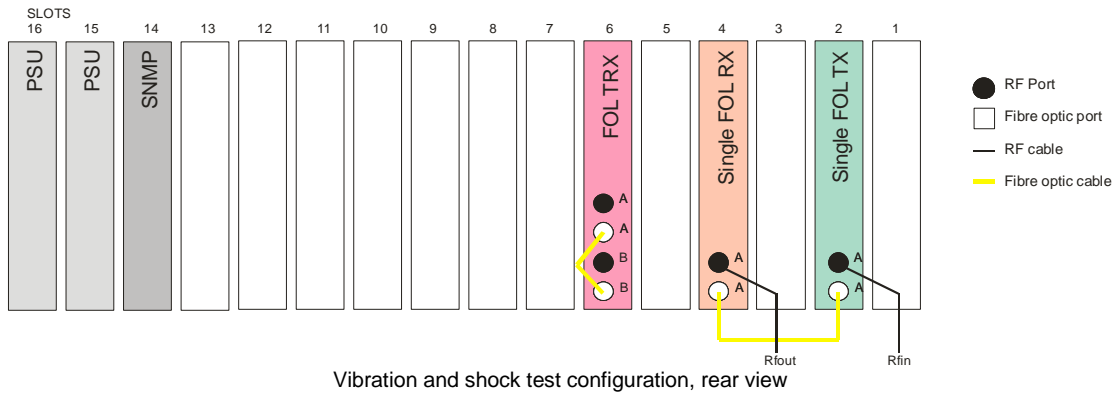 SLOTS
16 15 14 13 12 11 10 9 8 7 6 5 4 3 2 1
PSU
PSU
SNMP
FOL TRX
Single FOL RX
Single FOL TX
A
A
B
B
A
A
A
A
RF Port
Fibre optic port
RF cable
Fibre optic cable
Rfout
Rfin
Vibration and shock test configuration, rear view